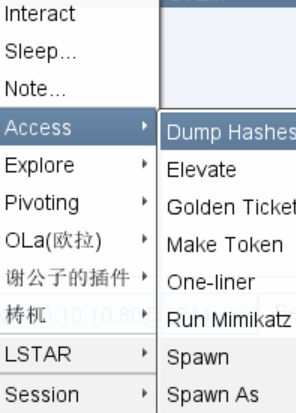 Interact
Sleep...
Note...
Access
Explore
Pivoting
OLa(欧拉)
谢公子的插件
梼杌
LSTAR
Session
Dump Hashes
Elevate
Golden Ticket
Make Token
One-liner
Run Mimikatz
Spawn
Spawn As